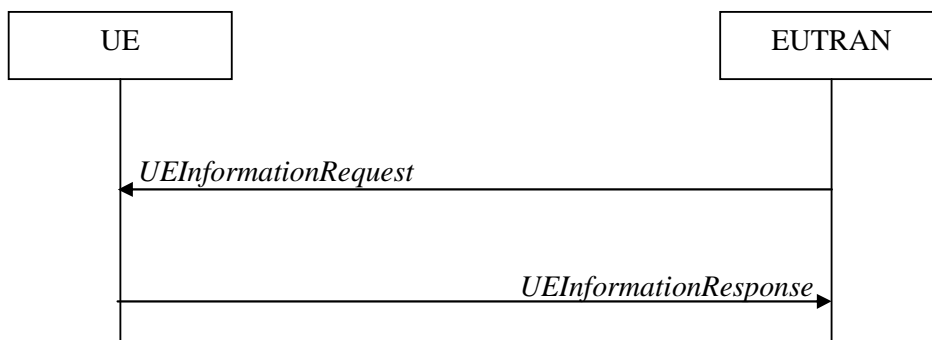 UE
EUTRAN
UEInformationRequest
UEInformationResponse